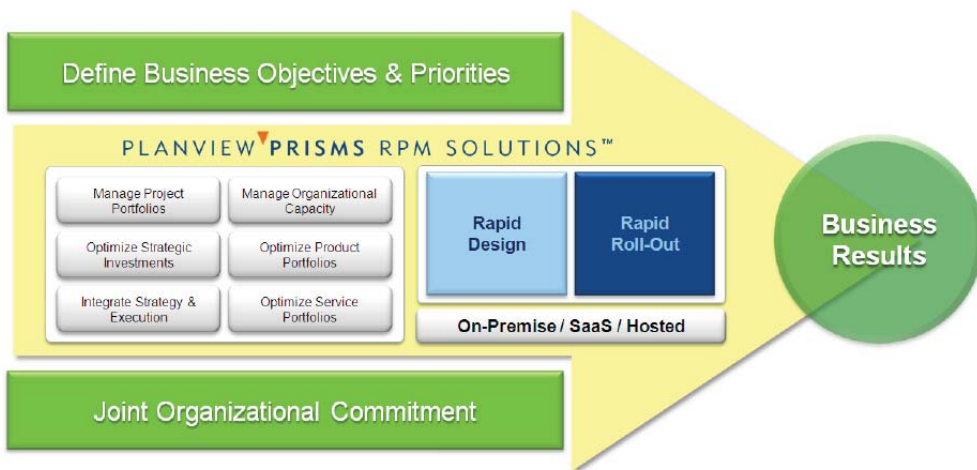 Define Business Objectives & Priorities
PLANVIEW PRISMS RPM SOLUTIONS™
Manage Project
Portfolios
Manage Organizational
Capacity
Optimize Strategic
Investments
Optimize Product
Portfolios
Integrate Strategy &
Execution
Optimize Service
Portfolios
Rapid
Design
Rapid
Roll-Out
On-Premise / SaaS / Hosted
Business
Results
Joint Organizational Commitment